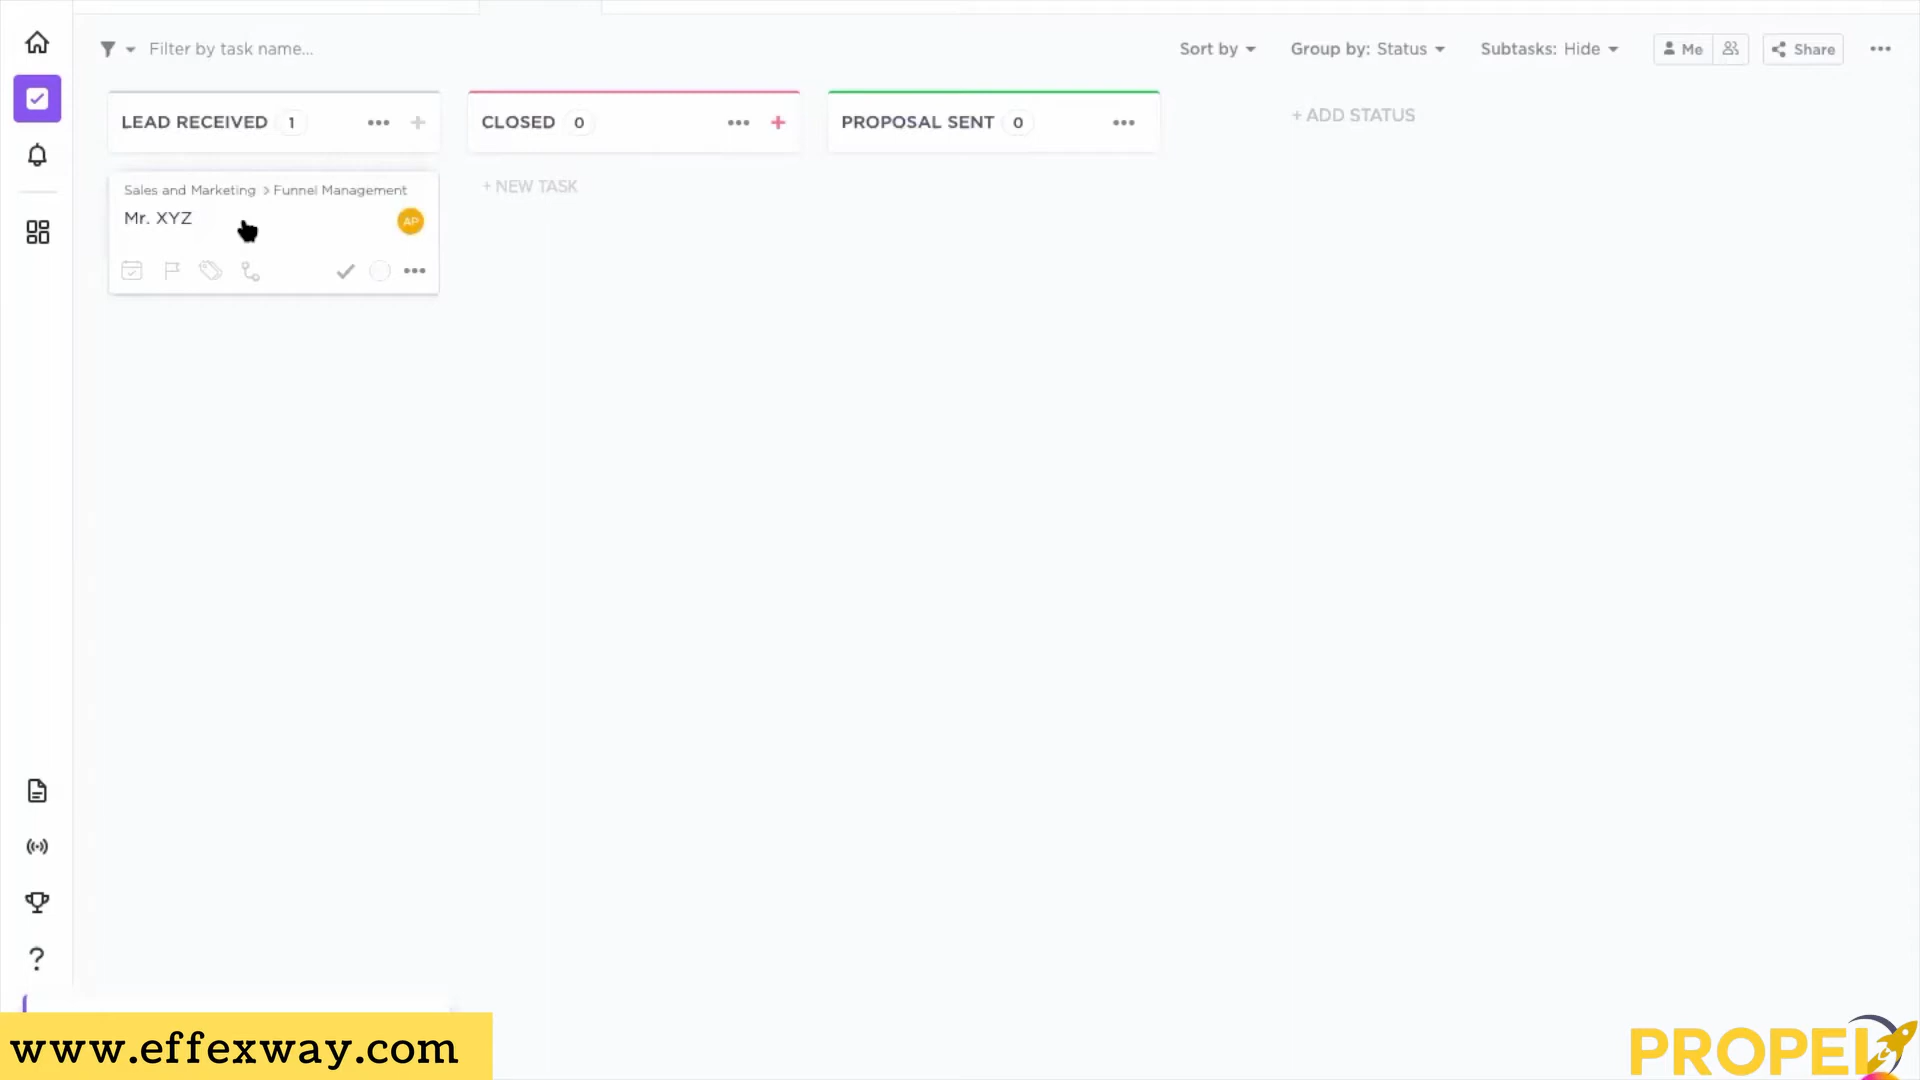 Filter by task name...
Sort by
Group by: Status
Subtasks: Hide
Me
Share
LEAD RECEIVED 1
CLOSED 0
PROPOSAL SENT 0
+ ADD STATUS
Sales and Marketing > Funnel Management
Mr. XYZ
AP
+ NEW TASK
www.effexway.com
PROPEL